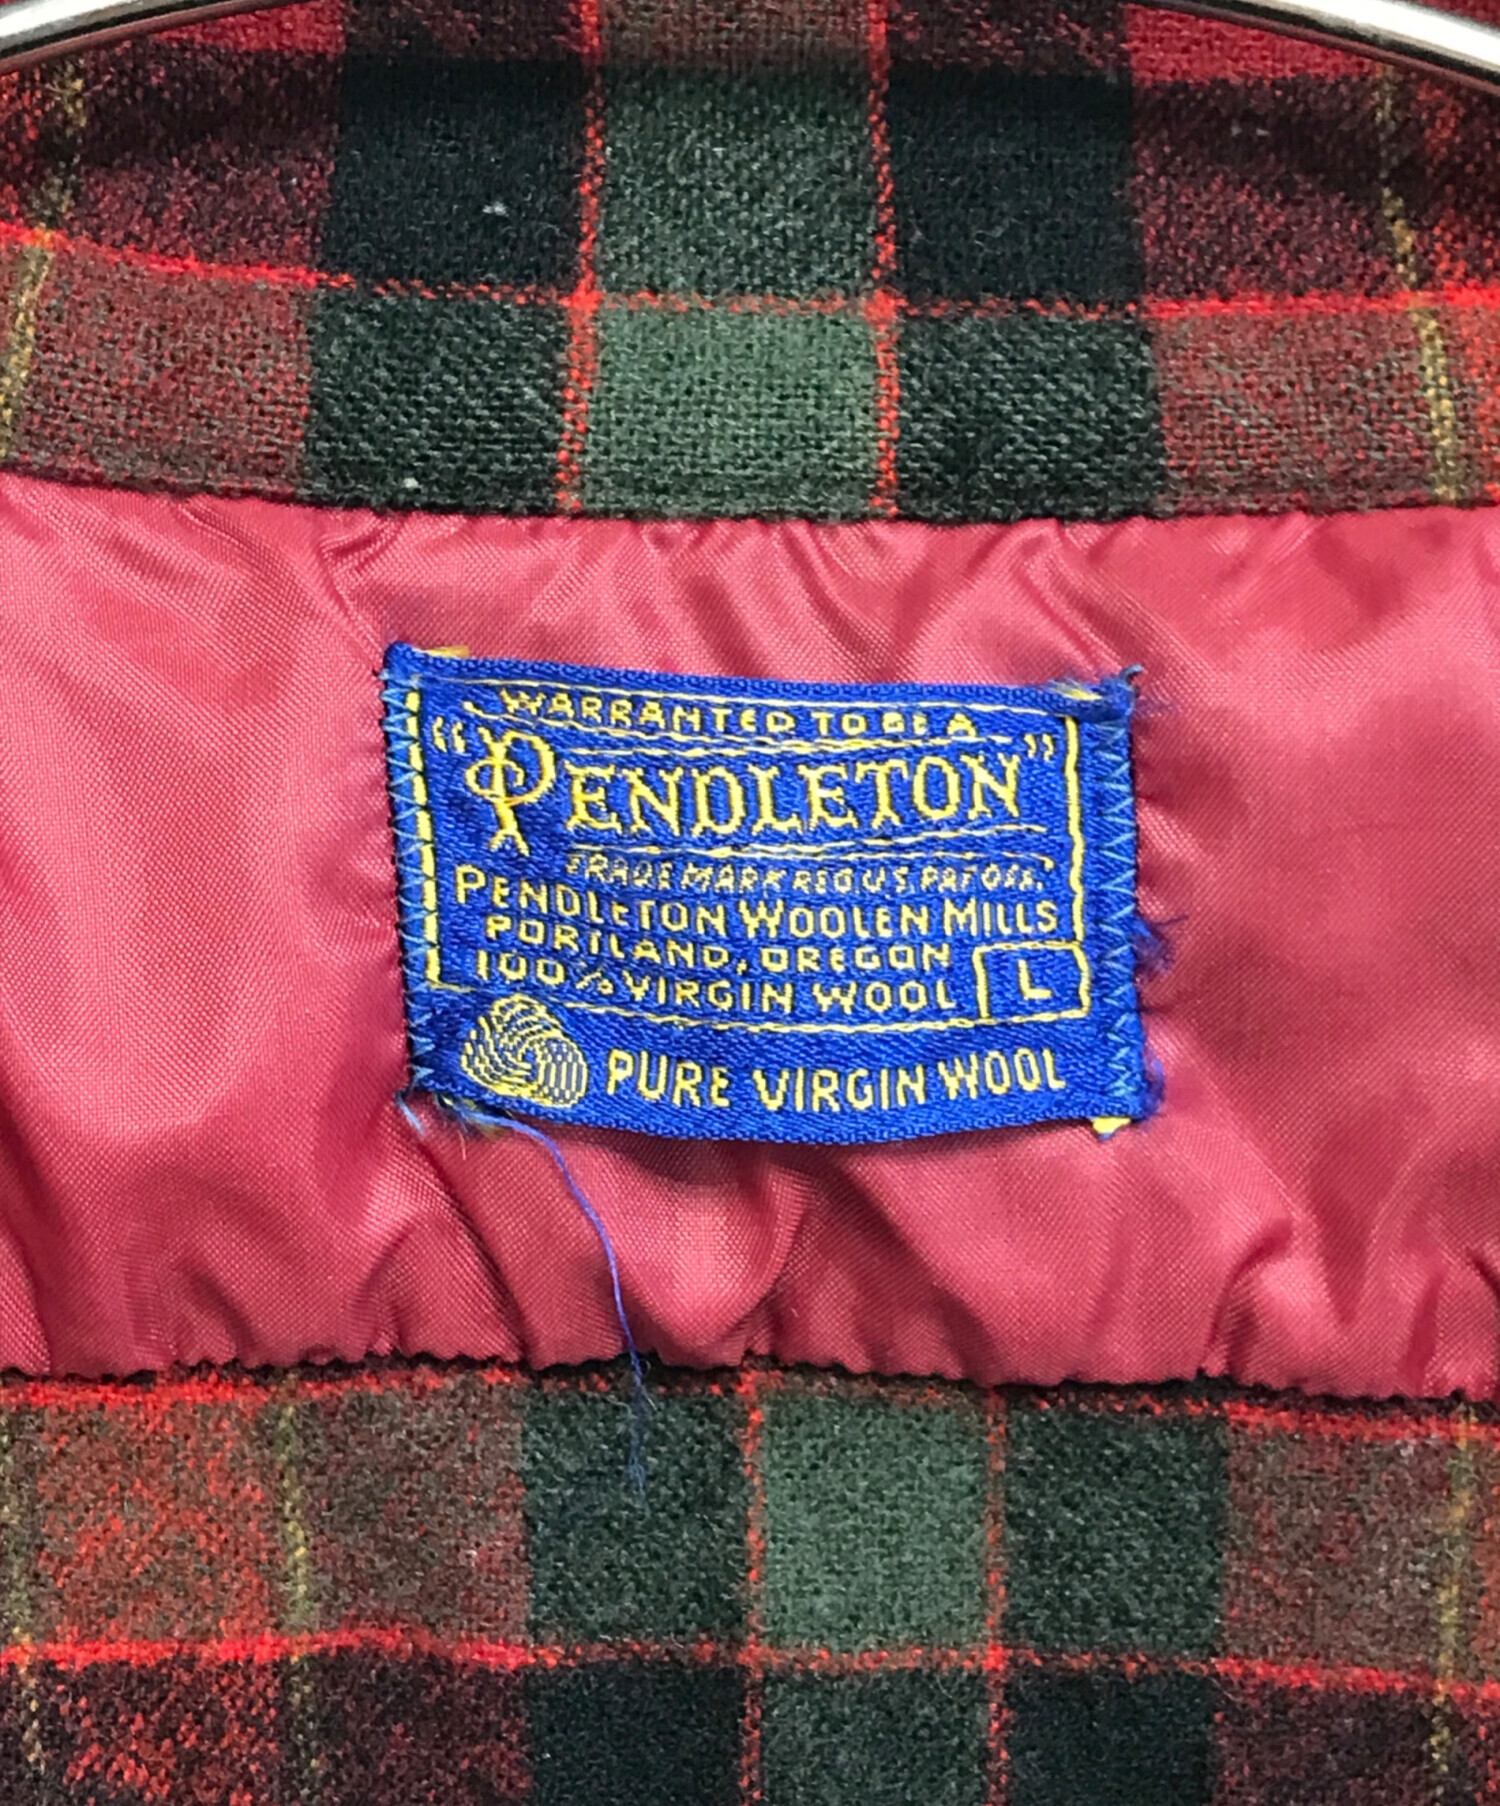 WARRANTED TO BE A
"PENDLETON"
TRADE MARK REG. U.S. PAT. OFF.
PENDLETON WOOLEN MILLS
PORTLAND, OREGON
100% VIRGIN WOOL L
PURE VIRGIN WOOL